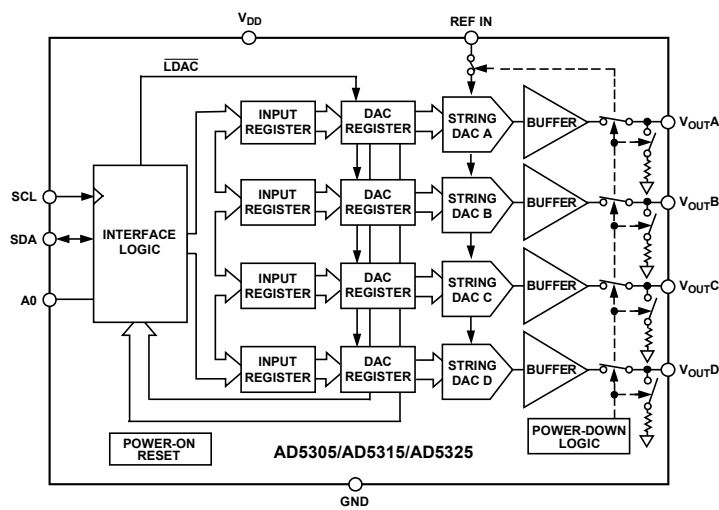 VDD
REF IN
LDAC
INPUT
REGISTER
DAC
REGISTER
STRING
DAC A
BUFFER
VOUTA
SCL
SDA
A0
INTERFACE
LOGIC
INPUT
REGISTER
DAC
REGISTER
STRING
DAC B
BUFFER
VOUTB
INPUT
REGISTER
DAC
REGISTER
STRING
DAC C
BUFFER
VOUTC
INPUT
REGISTER
DAC
REGISTER
STRING
DAC D
BUFFER
VOUTD
POWER-ON
RESET
AD5305/AD5315/AD5325
POWER-DOWN
LOGIC
GND